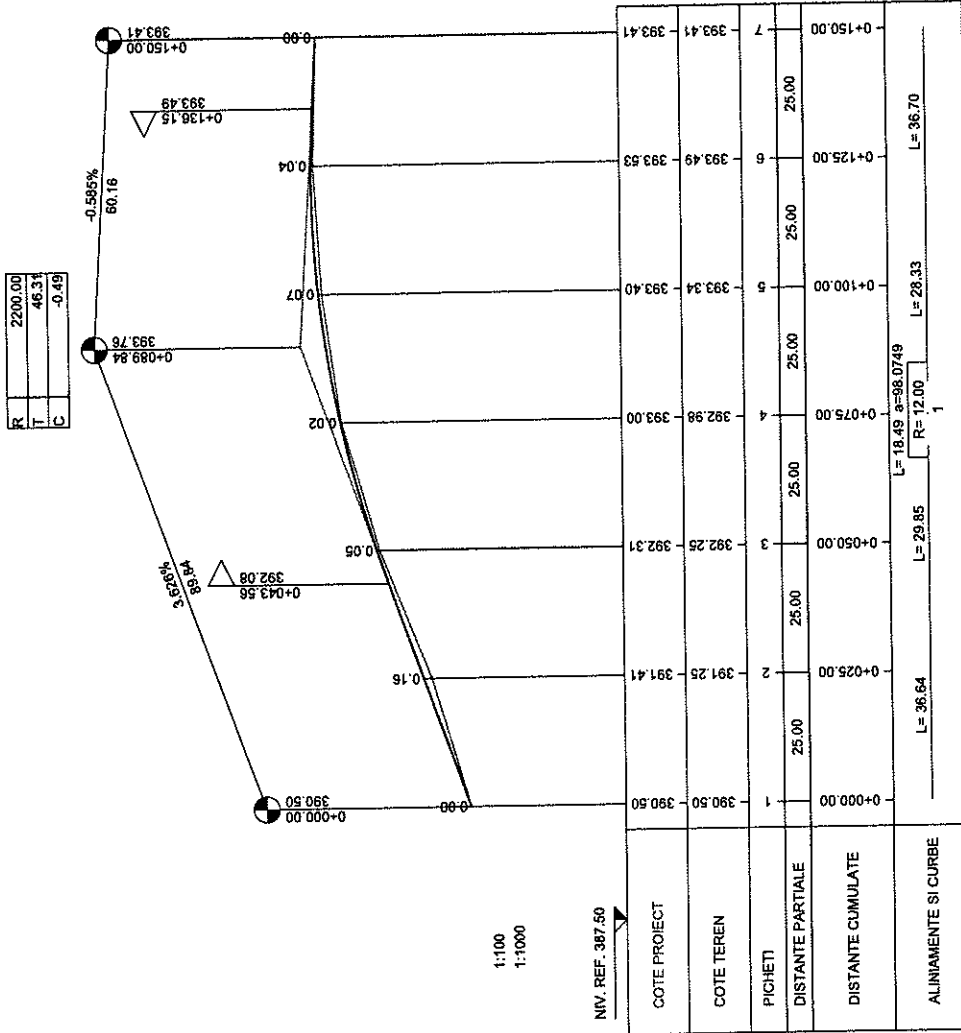 R 2200.00
T 46.31
C -0.49
3.626%
89.84
-0.585%
60.16
0+000.00
390.50
0+043.56
392.08
0+089.84
393.76
0+136.15
393.49
0+150.00
393.41
0.00
0.16
0.05
0.02
0.07
0.04
0.00
1:100
1:1000
NIV. REF. 387.50
COTE PROIECT 390.50 391.41 392.31 393.00 393.40 393.53 393.41
COTE TEREN 390.50 391.25 392.25 392.98 393.34 393.49 393.41
PICHETI 1 2 3 4 5 6 7
DISTANTE PARTIALE 25.00 25.00 25.00 25.00 25.00 25.00
DISTANTE CUMULATE 0+000.00 0+025.00 0+050.00 0+075.00 0+100.00 0+125.00 0+150.00
ALINIAMENTE SI CURBE
L= 36.64
L= 29.85
L= 18.49 a=98.0749
R= 12.00
1
L= 28.33
L= 36.70